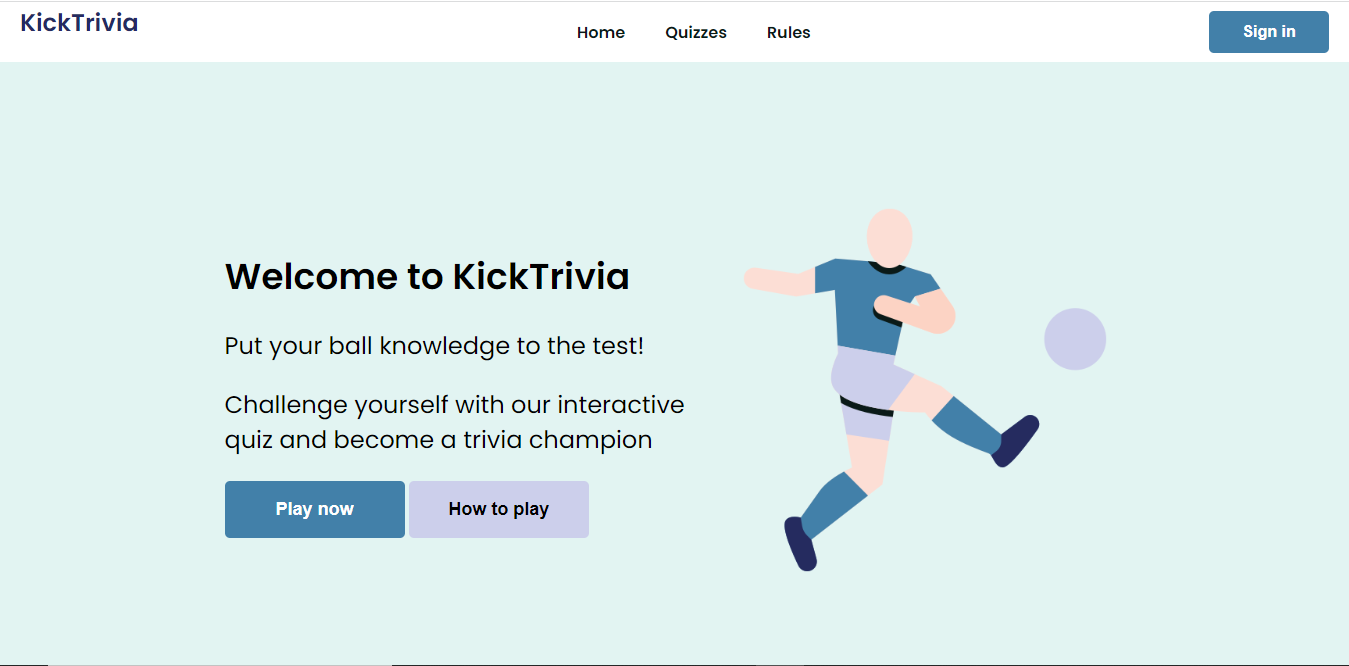 KickTrivia
Home
Quizzes
Rules
Sign in
Welcome to KickTrivia
Put your ball knowledge to the test!
Challenge yourself with our interactive
quiz and become a trivia champion
Play now
How to play